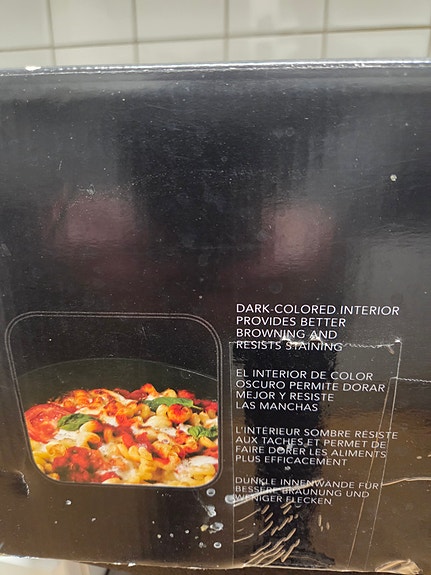 DARK-COLORED INTERIOR
PROVIDES BETTER
BROWNING AND
RESISTS STAINING
EL INTERIOR DE COLOR
OSCURO PERMITE DORAR
MEJOR Y RESISTE
LAS MANCHAS
L'INTÉRIEUR SOMBRE RÉSISTE
AUX TACHES ET PERMET DE
FAIRE DORER LES ALIMENTS
PLUS EFFICACEMENT
DUNKLE INNENWÄNDE FÜR
BESSERE BRÄUNUNG UND
WENIGER FLECKEN